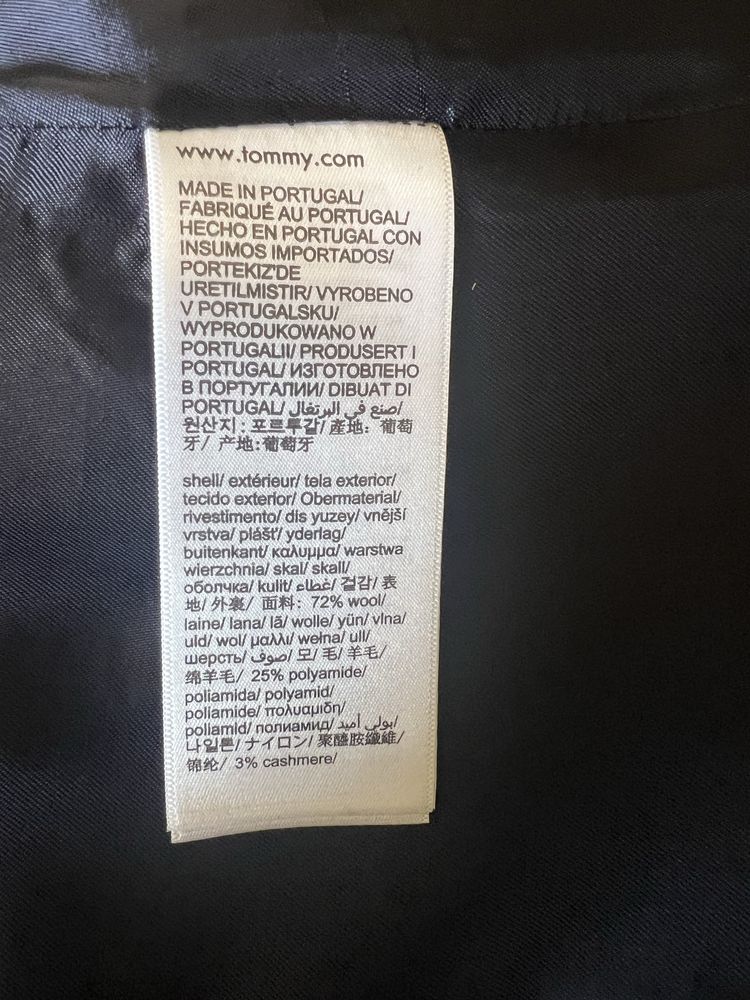 www.tommy.com
MADE IN PORTUGAL/
FABRIQUÉ AU PORTUGAL/
HECHO EN PORTUGAL CON
INSUMOS IMPORTADOS/
PORTEKIZ'DE
URETILMISTIR/ VYROBENO
V PORTUGALSKU/
WYPRODUKOWANO W
PORTUGALII/ PRODUSERT I
PORTUGAL/ ИЗГОТОВЛЕНО
В ПОРТУГАЛИИ/ DIBUAT DI
PORTUGAL/ صنع في البرتغال/
원산지: 포르투갈/ 產地: 葡萄
牙/ 产地:葡萄牙
shell/ extérieur/ tela exterior/
tecido exterior/ Obermaterial/
rivestimento/ dis yuzey/ vnější
vrstva/ plášť/ yderlag/
buitenkant/ καλυμμα/ warstwa
wierzchnia/ skal/ skall/
оболчка/ kulit/ غطاء/ 겉감/ 表
地/ 外裏/ 面料: 72% wool/
laine/ lana/ lã/ wolle/ yün/ vlna/
uld/ wol/ μαλλι/ wełna/ ull/
шерсть/ صوف/ 모/ 毛/ 羊毛/
绵羊毛/ 25% polyamide/
poliamida/ polyamid/
poliamide/ πολυαμιδη/
poliamid/ полиамид/ بولي أميد/
나일론/ ナイロン/ 聚醯胺纖維/
锦纶/ 3% cashmere/